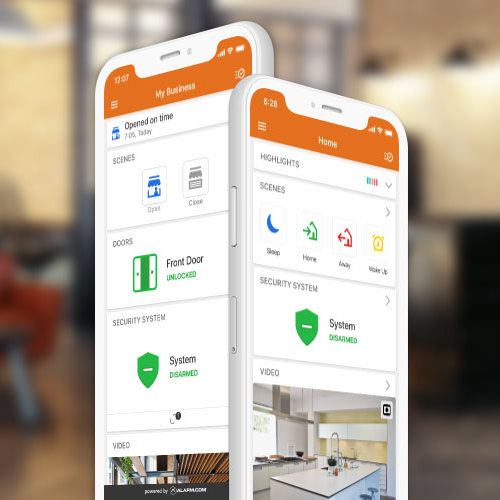 12:07
My Business
Opened on time
7:05, Today
SCENES
Open
Close
DOORS
Front Door
UNLOCKED
SECURITY SYSTEM
System
DISARMED
VIDEO
powered by ALARM.COM
6:26
Home
HIGHLIGHTS
SCENES
Sleep
Home
Away
Wake Up
SECURITY SYSTEM
System
DISARMED
VIDEO